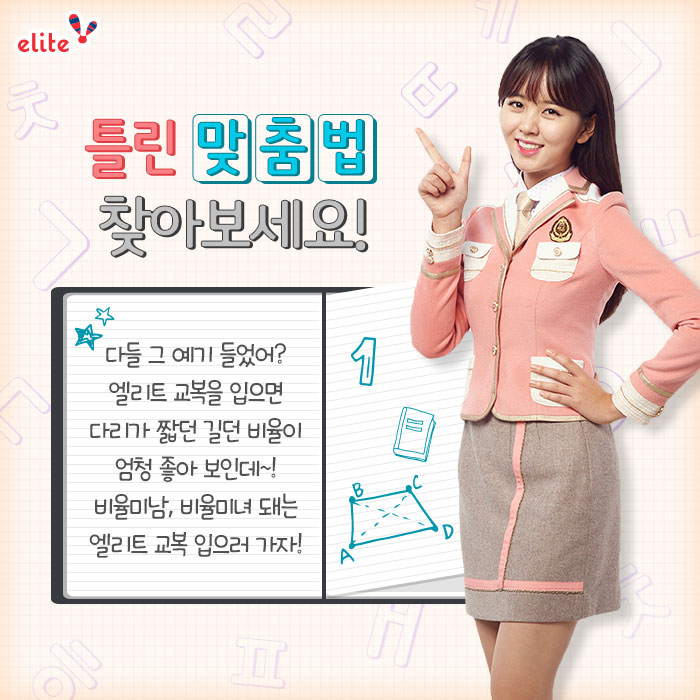 elite
틀린 맞춤법
찾아보세요!
다들 그 예기 들었어?
엘리트 교복을 입으면
다리가 짧던 길던 비율이
엄청 좋아 보인데~!
비율미남, 비율미녀 돼는
엘리트 교복 입으러 가자!
1
B
C
A
D